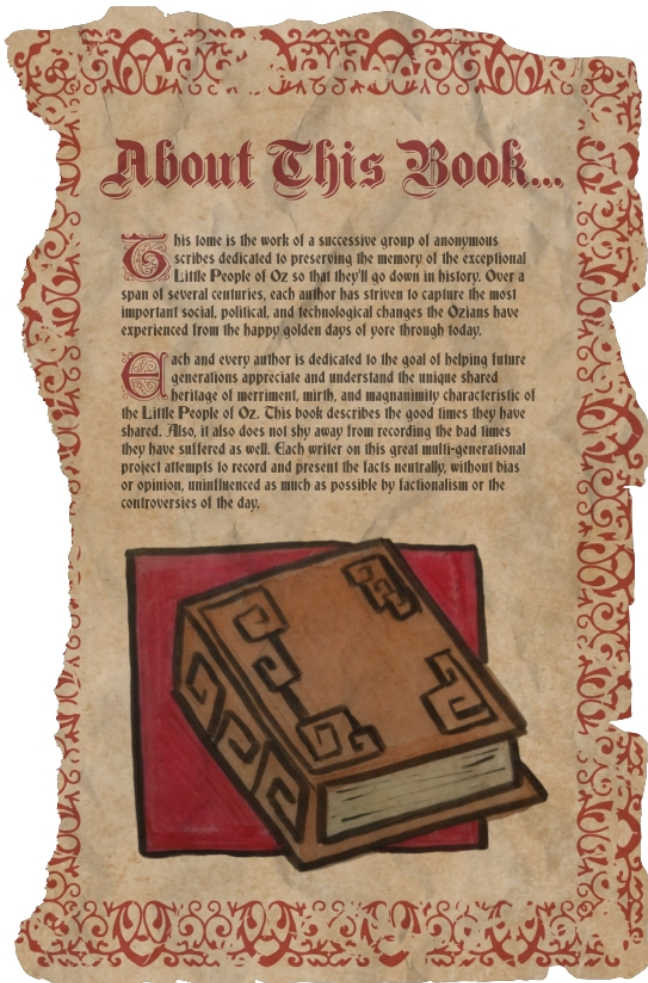 About This Book...
This tome is the work of a successive group of anonymous
scribes dedicated to preserving the memory of the exceptional
Little People of Oz so that they'll go down in history. Over a
span of several centuries, each author has striven to capture the most
important social, political, and technological changes the Ozians have
experienced from the happy golden days of yore through today.
Each and every author is dedicated to the goal of helping future
generations appreciate and understand the unique shared
heritage of merriment, mirth, and magnanimity characteristic of
the Little People of Oz. This book describes the good times they have
shared. Also, it also does not shy away from recording the bad times
they have suffered as well. Each writer on this great multi-generational
project attempts to record and present the facts neutrally, without bias
or opinion, uninfluenced as much as possible by factionalism or the
controversies of the day.